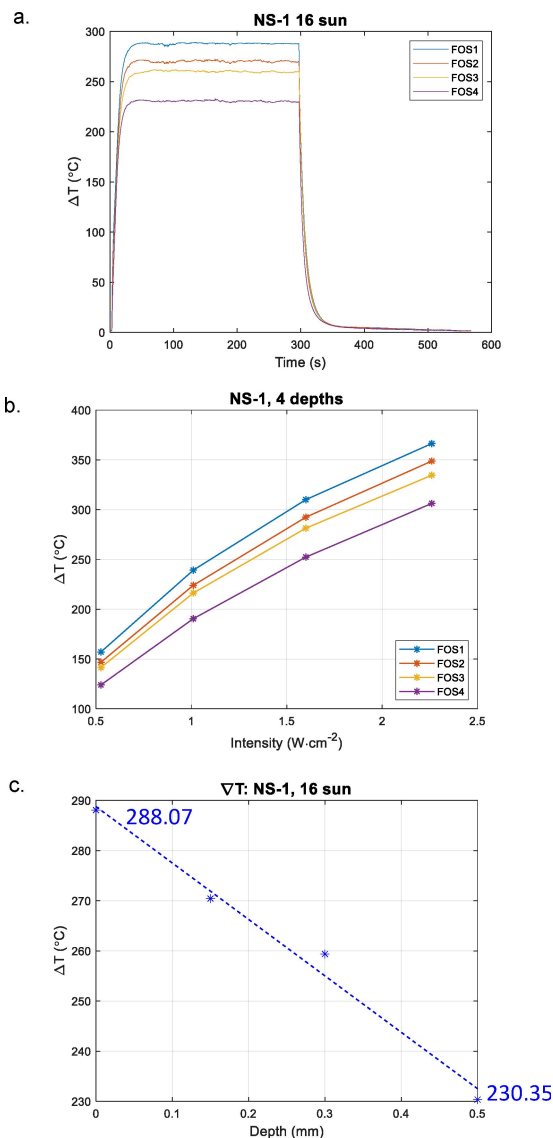 a.
NS-1 16 sun
300
250
200
150
100
50
0
ΔT (°C)
FOS1
FOS2
FOS3
FOS4
0 100 200 300 400 500 600
Time (s)
b.
NS-1, 4 depths
400
350
300
250
200
150
100
ΔT (°C)
FOS1
FOS2
FOS3
FOS4
0.5 1 1.5 2 2.5
Intensity (W·cm⁻²)
c.
∇T: NS-1, 16 sun
290
280
270
260
250
240
230
ΔT (°C)
288.07
230.35
0 0.1 0.2 0.3 0.4 0.5
Depth (mm)